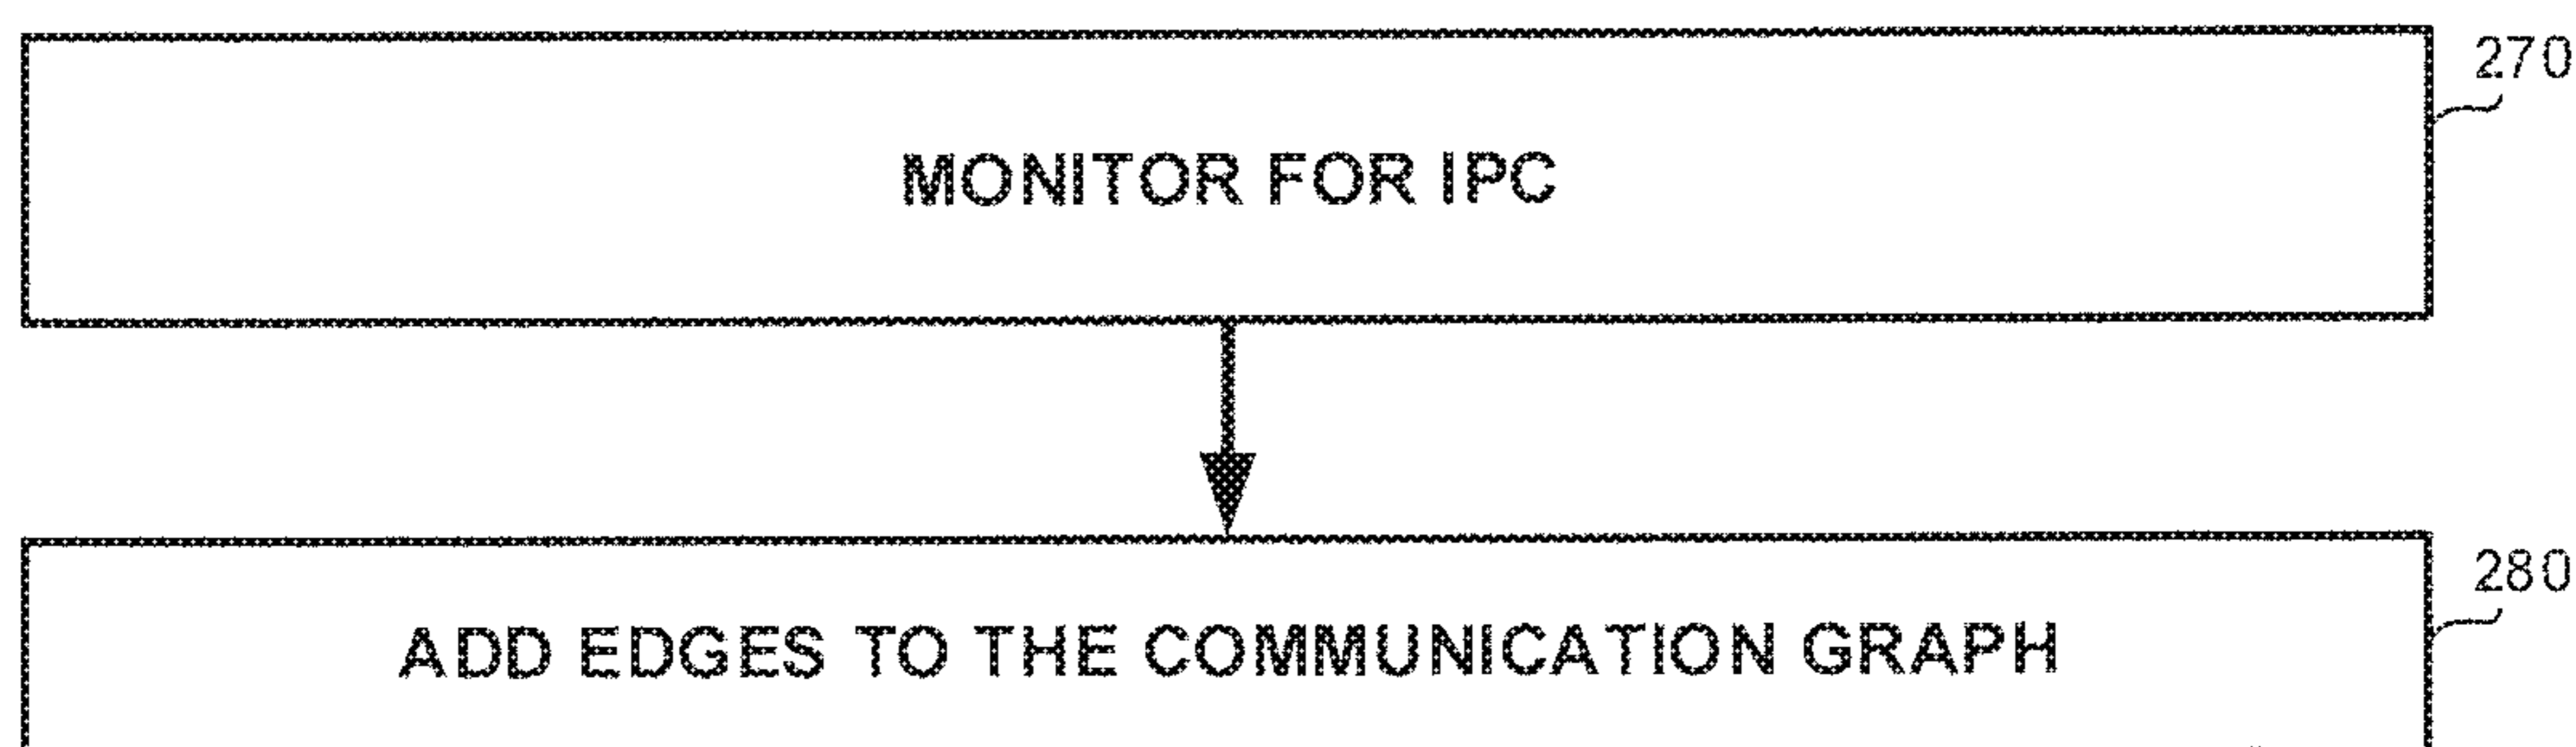 270
MONITOR FOR IPC
280
ADD EDGES TO THE COMMUNICATION GRAPH